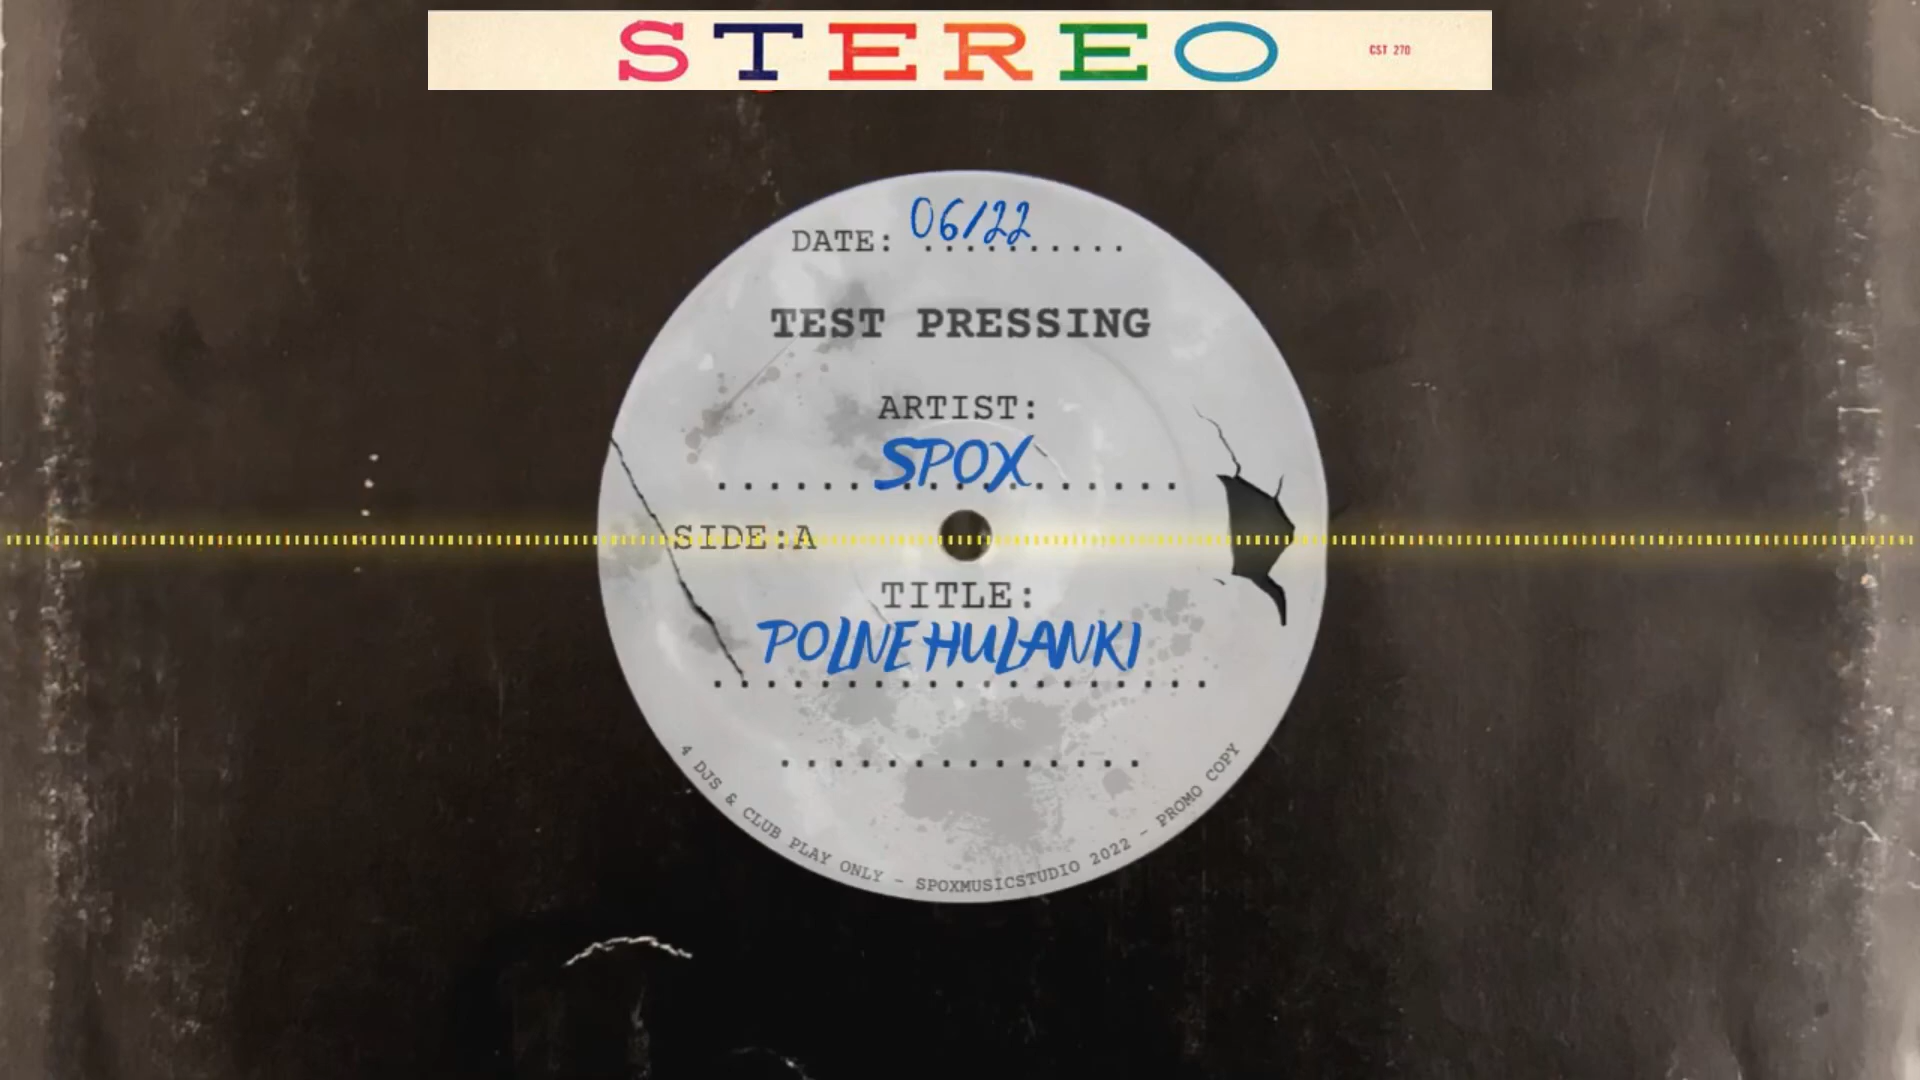 STEREO
CST 270
DATE: 06/22
TEST PRESSING
ARTIST:
SPOX
SIDE:A
TITLE:
POLNE HULANKI
4 DJS & CLUB PLAY ONLY - SPOXMUSICSTUDIO 2022 - PROMO COPY